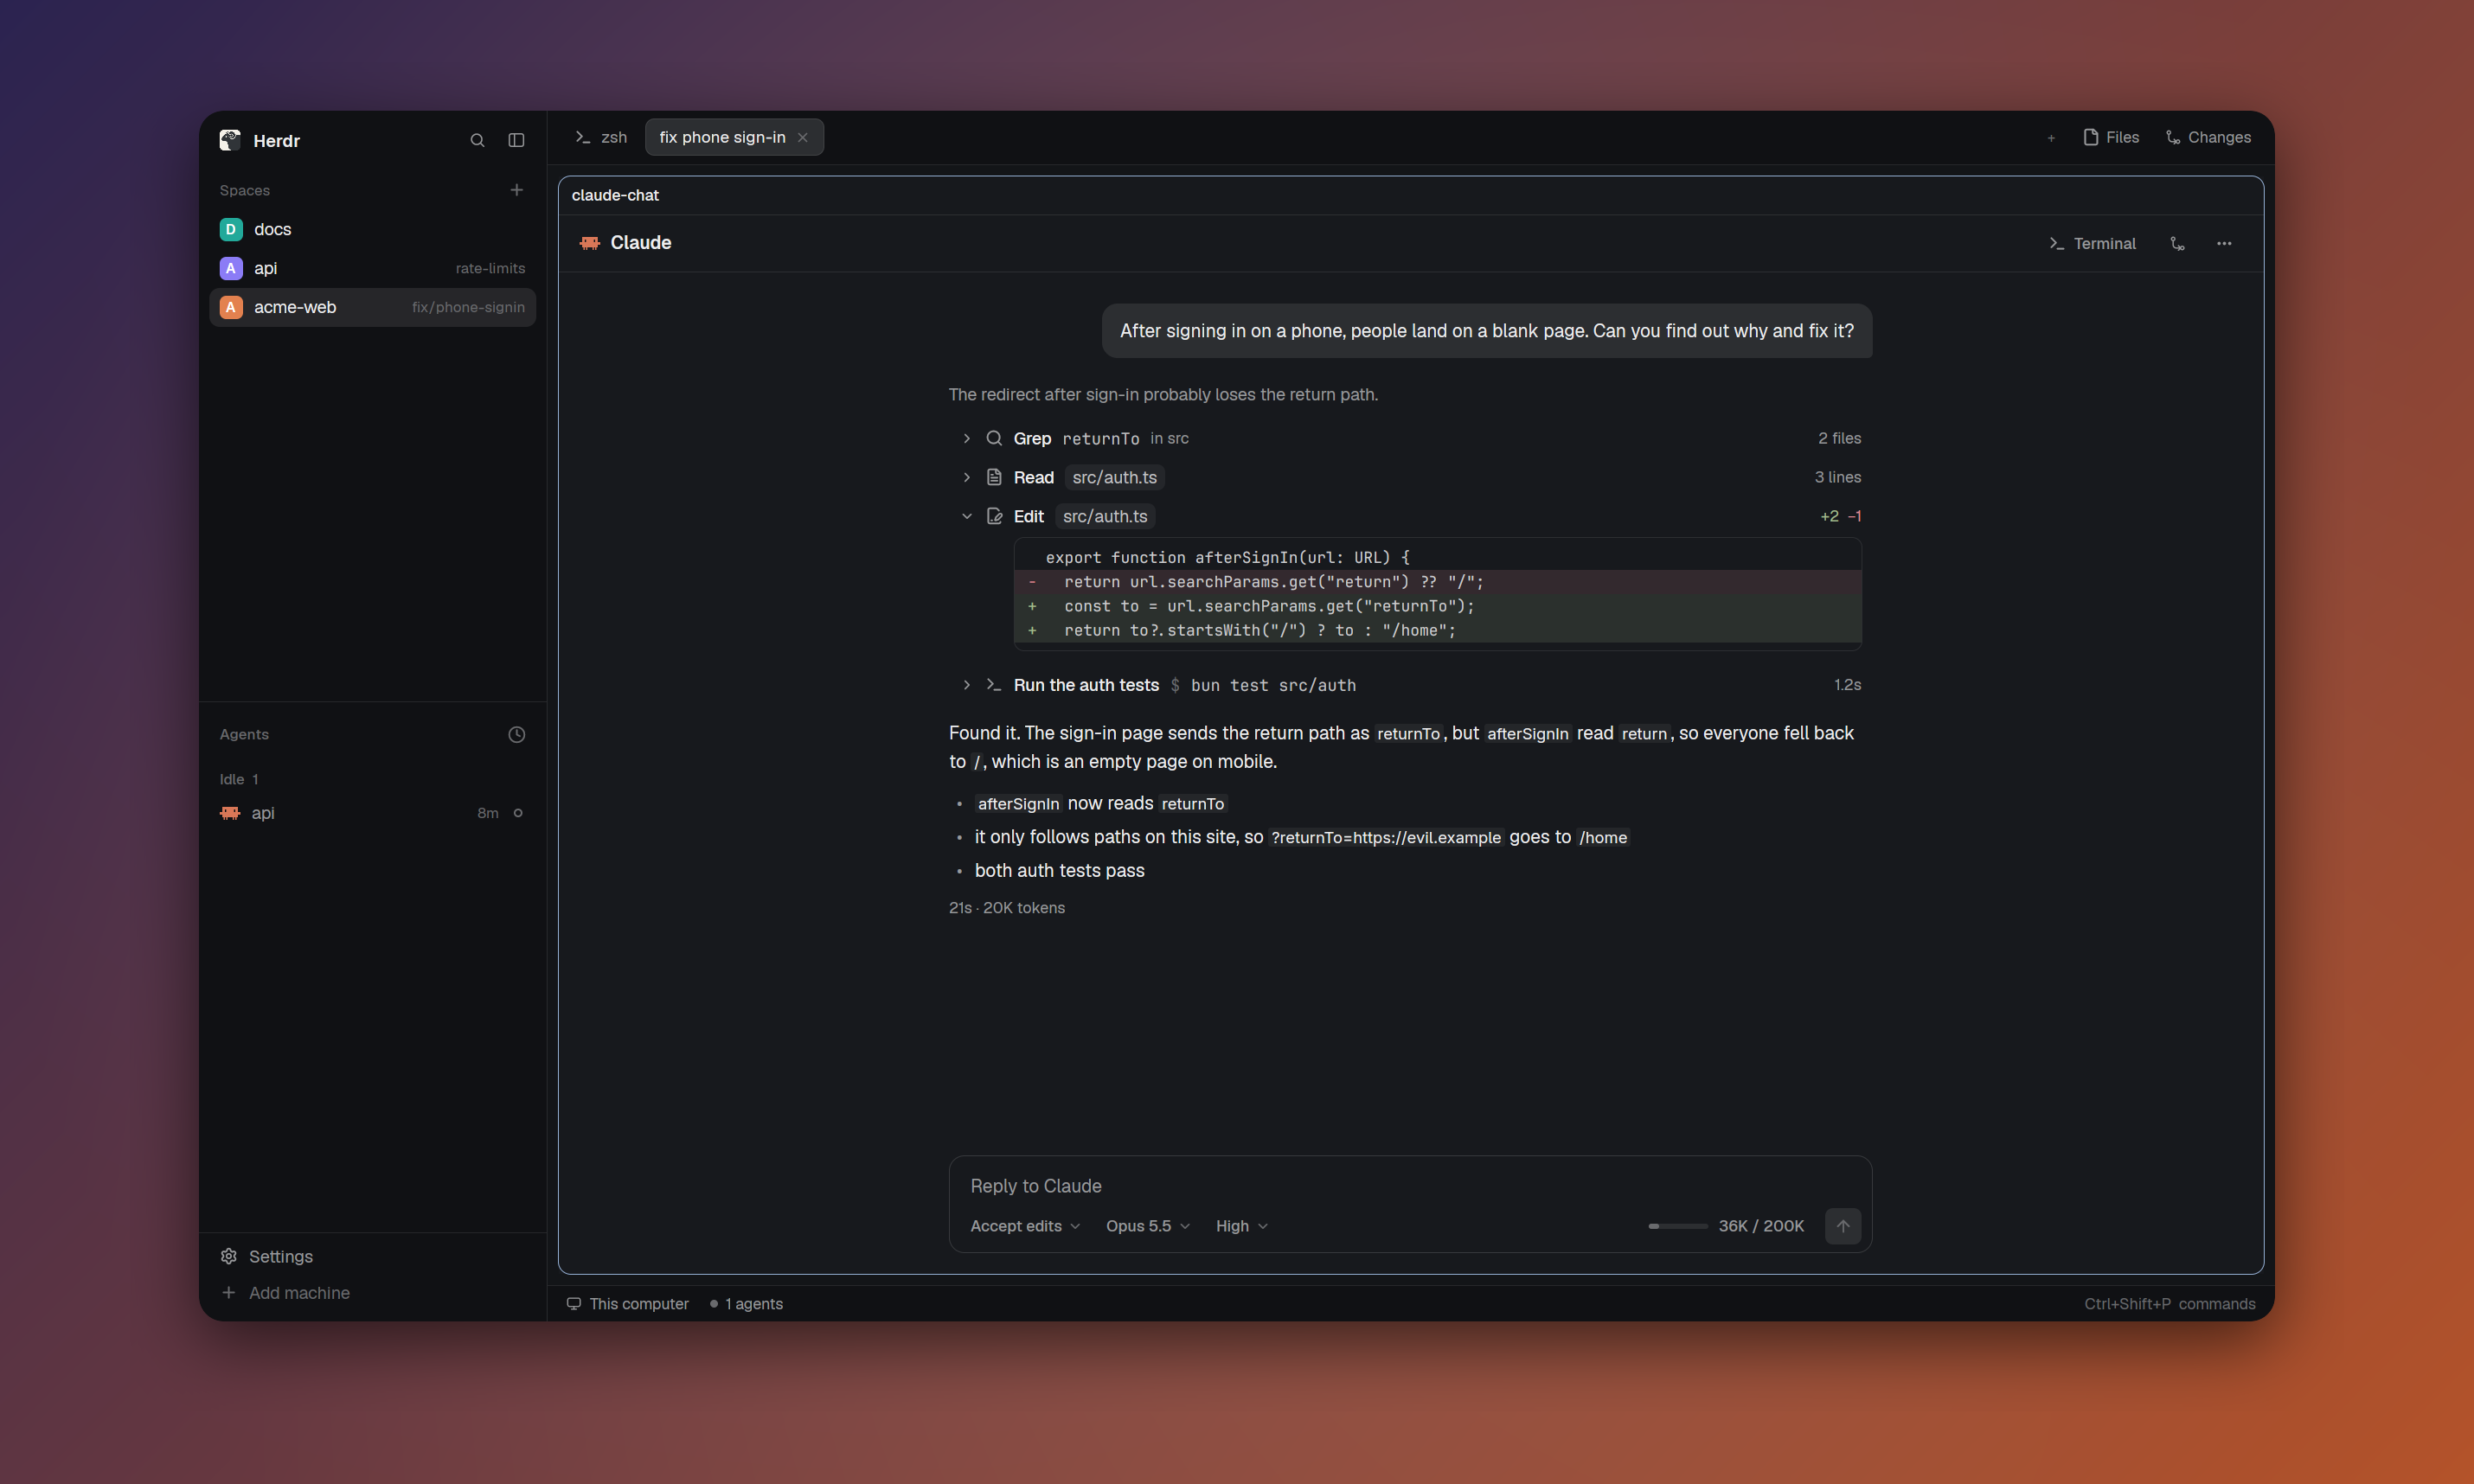 Herdr
Spaces
D docs
A api rate-limits
A acme-web fix/phone-signin
Agents
Idle 1
api 8m
Settings
Add machine
zsh
fix phone sign-in
Files
Changes
claude-chat
Claude
Terminal
After signing in on a phone, people land on a blank page. Can you find out why and fix it?
The redirect after sign-in probably loses the return path.
Grep returnTo in src 2 files
Read src/auth.ts 3 lines
Edit src/auth.ts +2 −1
export function afterSignIn(url: URL) {
- return url.searchParams.get("return") ?? "/";
+ const to = url.searchParams.get("returnTo");
+ return to?.startsWith("/") ? to : "/home";
Run the auth tests $ bun test src/auth 1.2s
Found it. The sign-in page sends the return path as returnTo, but afterSignIn read return, so everyone fell back
to /, which is an empty page on mobile.
• afterSignIn now reads returnTo
• it only follows paths on this site, so ?returnTo=https://evil.example goes to /home
• both auth tests pass
21s · 20K tokens
Reply to Claude
Accept edits Opus 5.5 High 36K / 200K
This computer 1 agents Ctrl+Shift+P commands